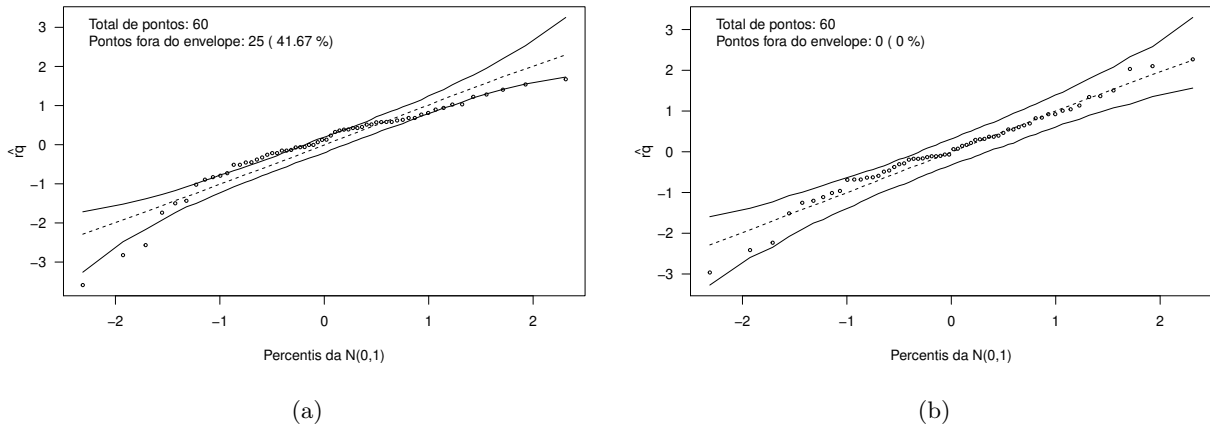 Total de pontos: 60
Pontos fora do envelope: 25 ( 41.67 %)
3
2
1
0
−1
−2
−3
r̂q
−2
−1
0
1
2
Percentis da N(0,1)
(a)
Total de pontos: 60
Pontos fora do envelope: 0 ( 0 %)
3
2
1
0
−1
−2
−3
r̂q
−2
−1
0
1
2
Percentis da N(0,1)
(b)